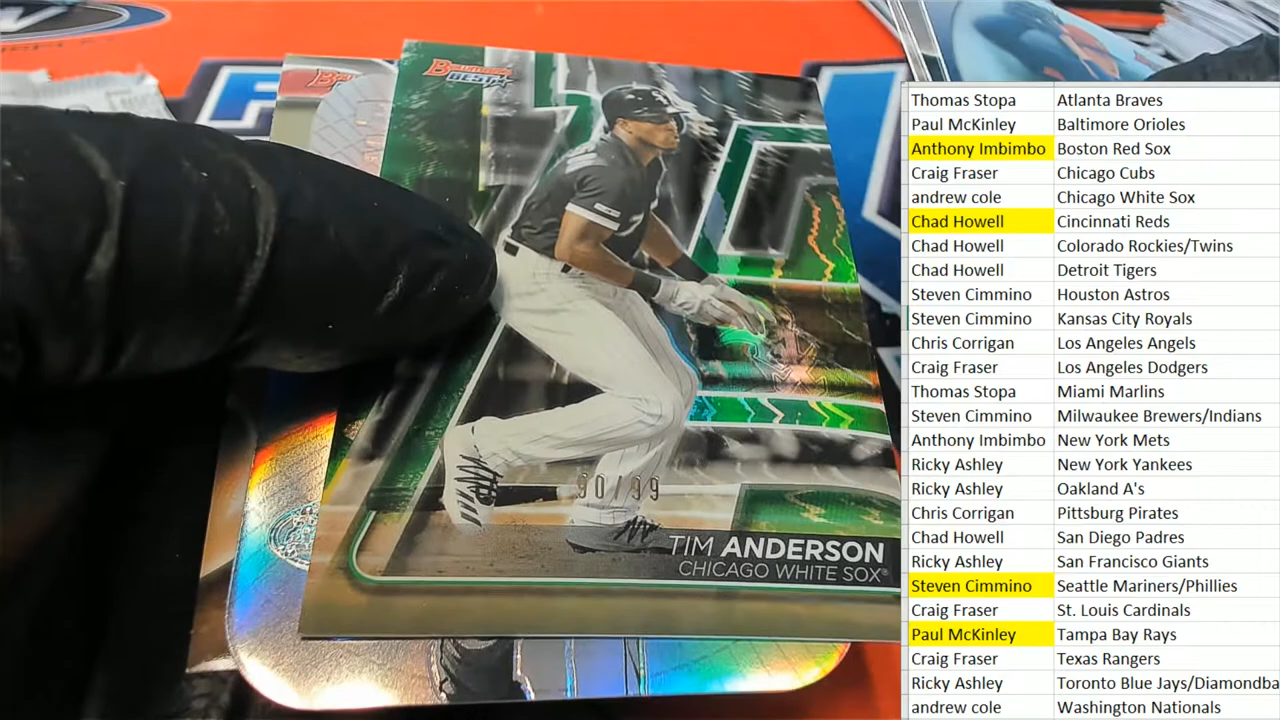 BOWMAN'S
BEST
90/99
TIM ANDERSON
CHICAGO WHITE SOX
Thomas Stopa Atlanta Braves
Paul McKinley Baltimore Orioles
Anthony Imbimbo Boston Red Sox
Craig Fraser Chicago Cubs
andrew cole Chicago White Sox
Chad Howell Cincinnati Reds
Chad Howell Colorado Rockies/Twins
Chad Howell Detroit Tigers
Steven Cimmino Houston Astros
Steven Cimmino Kansas City Royals
Chris Corrigan Los Angeles Angels
Craig Fraser Los Angeles Dodgers
Thomas Stopa Miami Marlins
Steven Cimmino Milwaukee Brewers/Indians
Anthony Imbimbo New York Mets
Ricky Ashley New York Yankees
Ricky Ashley Oakland A's
Chris Corrigan Pittsburg Pirates
Chad Howell San Diego Padres
Ricky Ashley San Francisco Giants
Steven Cimmino Seattle Mariners/Phillies
Craig Fraser St. Louis Cardinals
Paul McKinley Tampa Bay Rays
Craig Fraser Texas Rangers
Ricky Ashley Toronto Blue Jays/Diamondba
andrew cole Washington Nationals